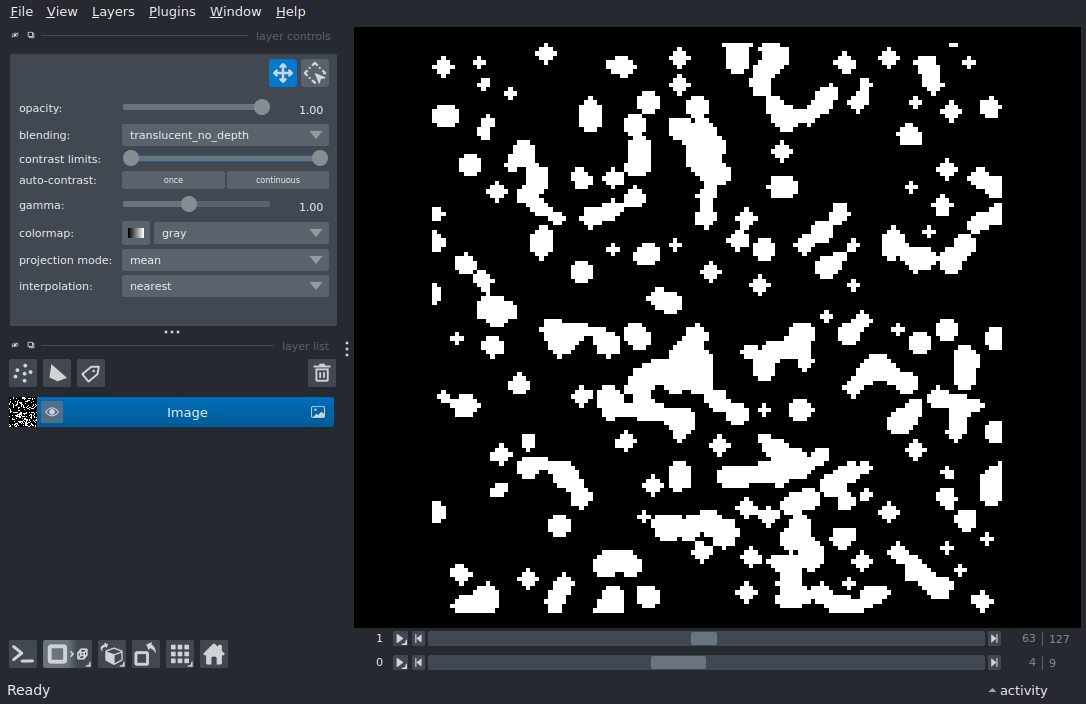 File View Layers Plugins Window Help
layer controls
opacity: 1.00
blending: translucent_no_depth
contrast limits:
auto-contrast: once continuous
gamma: 1.00
colormap: gray
projection mode: mean
interpolation: nearest
layer list
Image
1 63 127
0 4 9
Ready activity